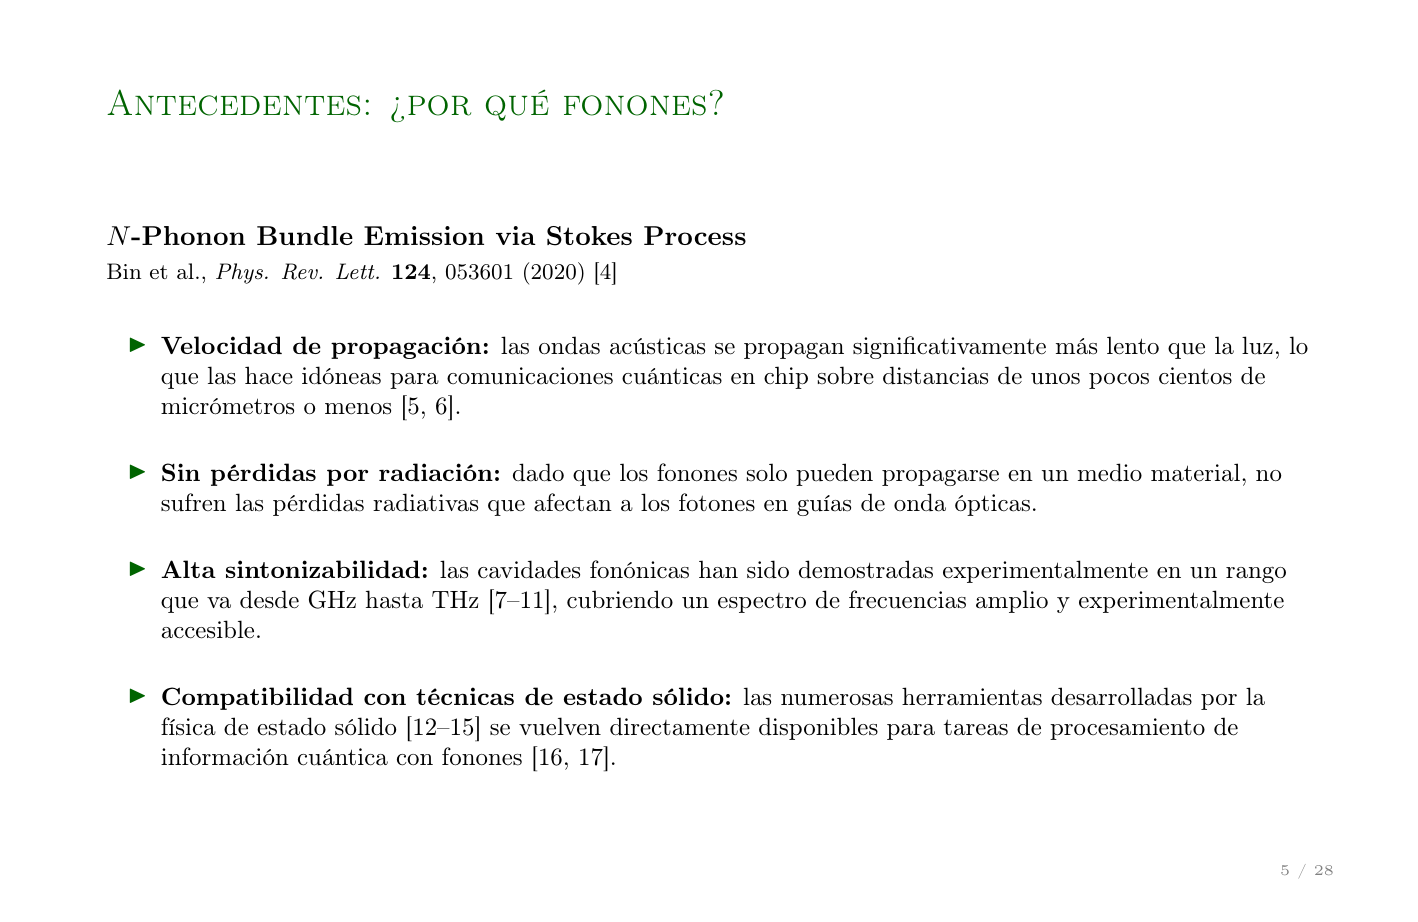 Antecedentes: ¿por qué fonones?
N-Phonon Bundle Emission via Stokes Process
Bin et al., Phys. Rev. Lett. 124, 053601 (2020) [4]
▶ Velocidad de propagación: las ondas acústicas se propagan significativamente más lento que la luz, lo
que las hace idóneas para comunicaciones cuánticas en chip sobre distancias de unos pocos cientos de
micrómetros o menos [5, 6].
▶ Sin pérdidas por radiación: dado que los fonones solo pueden propagarse en un medio material, no
sufren las pérdidas radiativas que afectan a los fotones en guías de onda ópticas.
▶ Alta sintonizabilidad: las cavidades fonónicas han sido demostradas experimentalmente en un rango
que va desde GHz hasta THz [7–11], cubriendo un espectro de frecuencias amplio y experimentalmente
accesible.
▶ Compatibilidad con técnicas de estado sólido: las numerosas herramientas desarrolladas por la
física de estado sólido [12–15] se vuelven directamente disponibles para tareas de procesamiento de
información cuántica con fonones [16, 17].
5 / 28